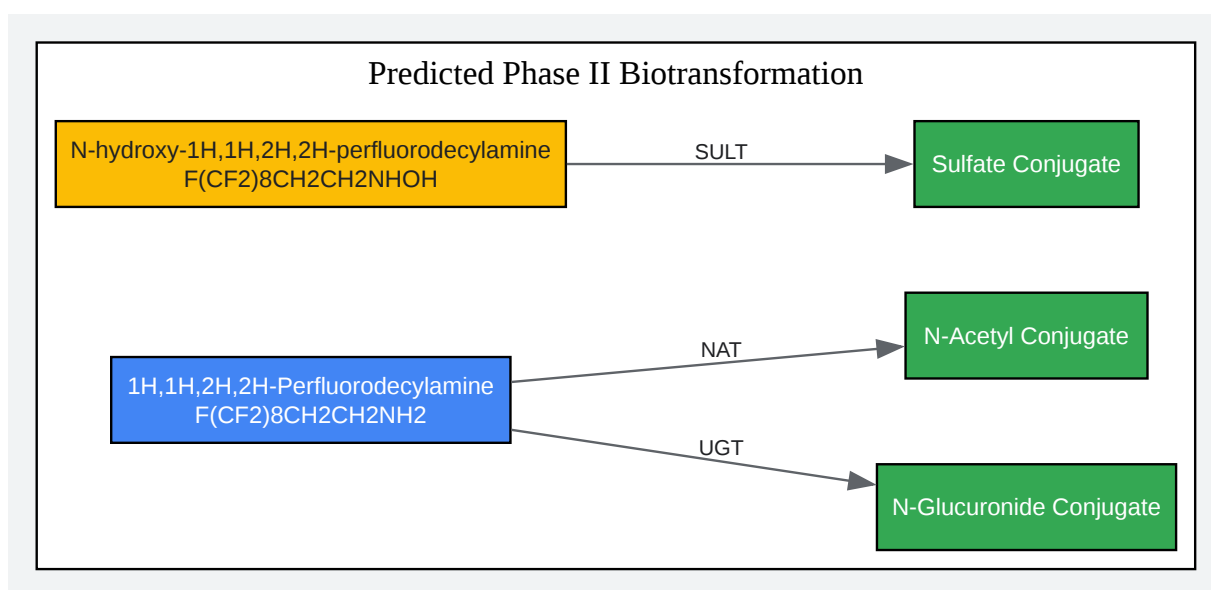 Predicted Phase II Biotransformation
N-hydroxy-1H,1H,2H,2H-perfluorodecylamine
F(CF2)8CH2CH2NHOH
SULT
Sulfate Conjugate
1H,1H,2H,2H-Perfluorodecylamine
F(CF2)8CH2CH2NH2
NAT
N-Acetyl Conjugate
UGT
N-Glucuronide Conjugate